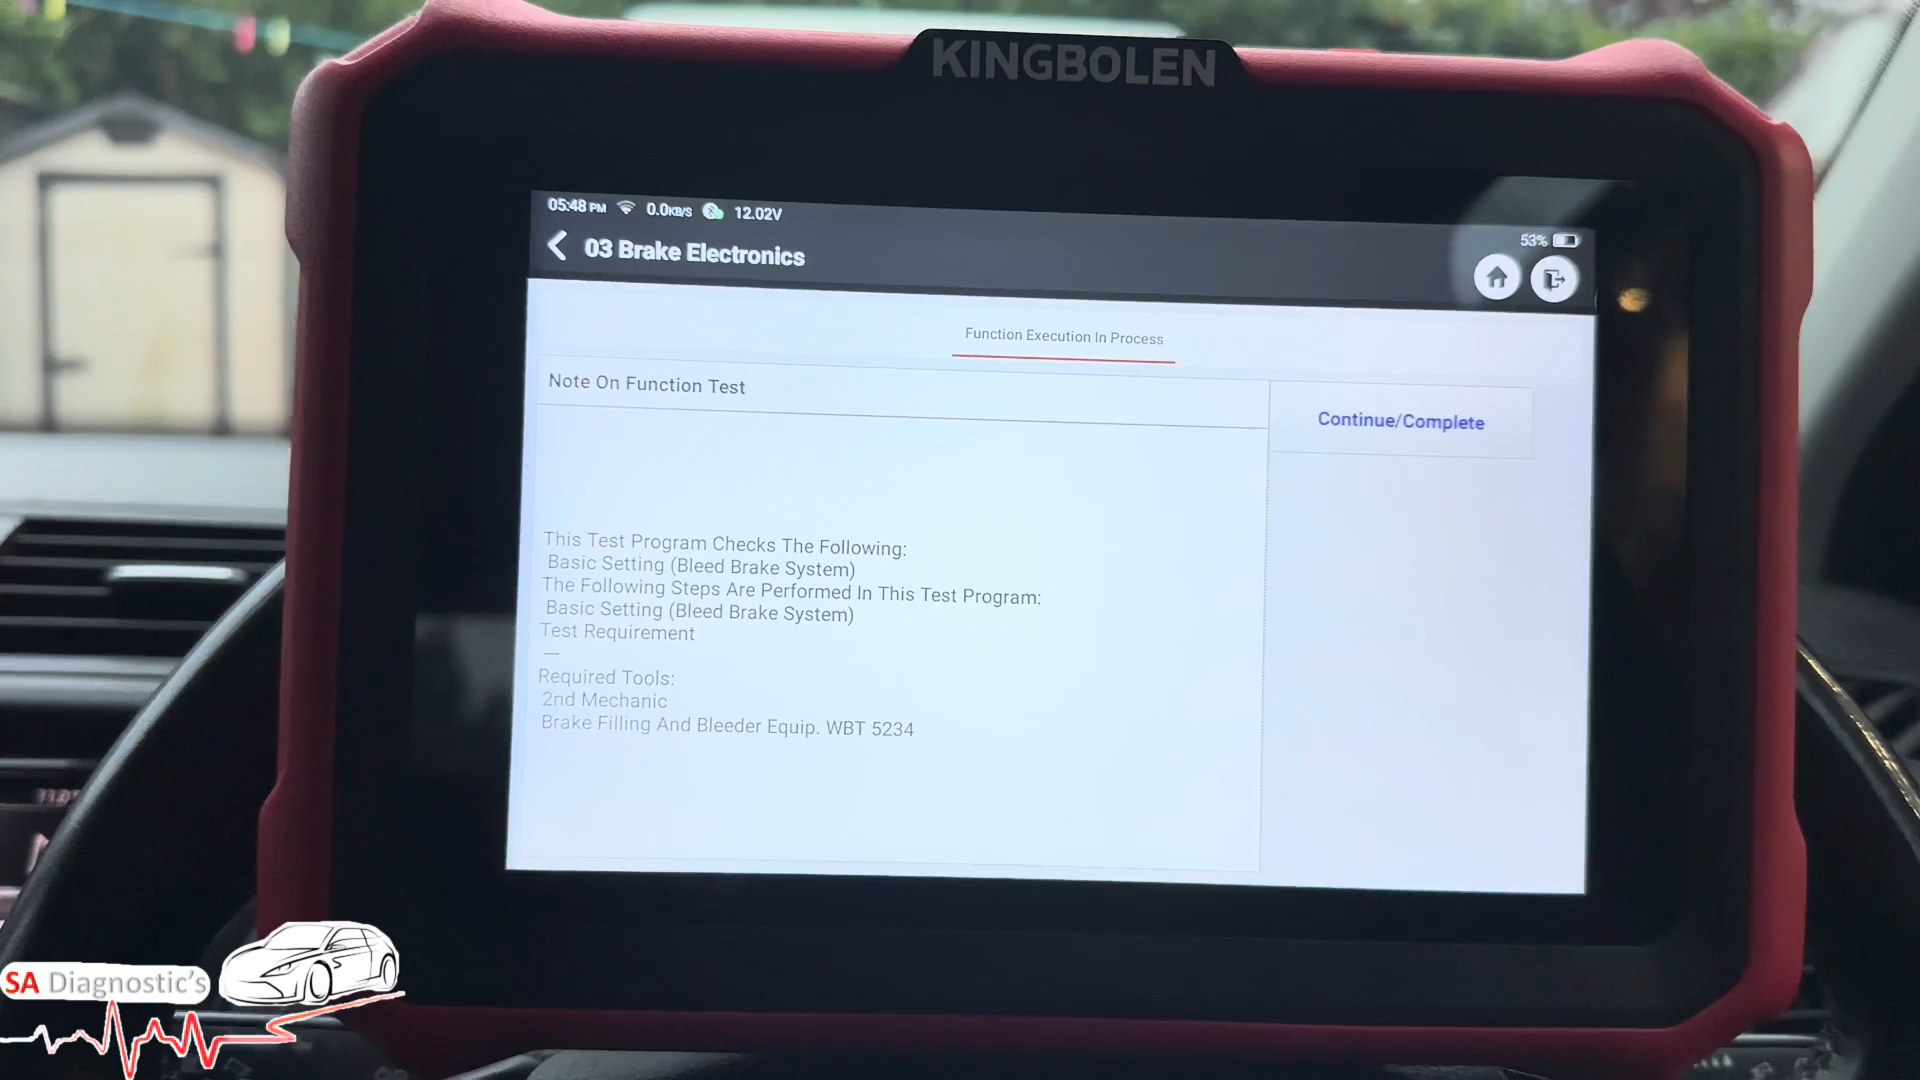 KINGBOLEN
05:48 PM 0.0KB/S 12.02V
53%
03 Brake Electronics
Function Execution In Process
Note On Function Test
Continue/Complete
This Test Program Checks The Following:
Basic Setting (Bleed Brake System)
The Following Steps Are Performed In This Test Program:
Basic Setting (Bleed Brake System)
Test Requirement
—
Required Tools:
2nd Mechanic
Brake Filling And Bleeder Equip. WBT 5234
SA Diagnostic's